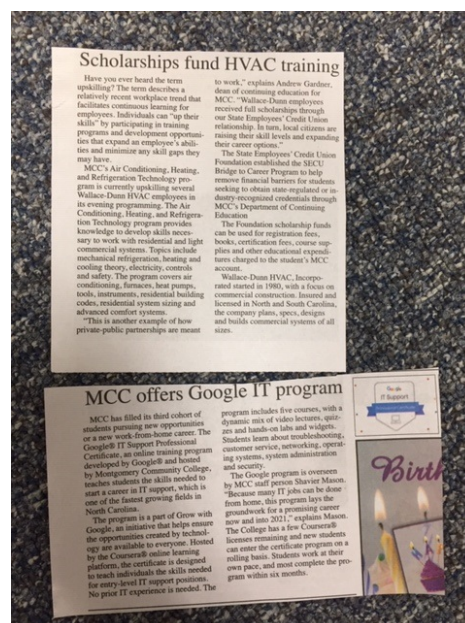 Scholarships fund HVAC training
Have you ever heard the term
upskilling? The term describes a
relatively recent workplace trend that
facilitates continuous learning for
employees. Individuals can "up their
skills" by participating in training
programs and development opportuni-
ties that expand an employee's abili-
ties and minimize any skill gaps they
may have.
MCC's Air Conditioning, Heating,
and Refrigeration Technology pro-
gram is currently upskilling several
Wallace-Dunn HVAC employees in
its evening programming. The Air
Conditioning, Heating, and Refrigera-
tion Technology program provides
knowledge to develop skills neces-
sary to work with residential and light
commercial systems. Topics include
mechanical refrigeration, heating and
cooling theory, electricity, controls
and safety. The program covers air
conditioning, furnaces, heat pumps,
tools, instruments, residential building
codes, residential system sizing and
advanced comfort systems.
"This is another example of how
private-public partnerships are meant
to work," explains Andrew Gardner,
dean of continuing education for
MCC. "Wallace-Dunn employees
received full scholarships through
our State Employees' Credit Union
relationship. In turn, local citizens are
raising their skill levels and expanding
their career options."
The State Employees' Credit Union
Foundation established the SECU
Bridge to Career Program to help
remove financial barriers for students
seeking to obtain state-regulated or in-
dustry-recognized credentials through
MCC's Department of Continuing
Education
The Foundation scholarship funds
can be used for registration fees,
books, certification fees, course sup-
plies and other educational expendi-
tures charged to the student's MCC
account.
Wallace-Dunn HVAC, Incorpo-
rated started in 1980, with a focus on
commercial construction. Insured and
licensed in North and South Carolina,
the company plans, specs, designs
and builds commercial systems of all
sizes.
MCC offers Google IT program
MCC has filled its third cohort of
students pursuing new opportunities
or a new work-from-home career. The
Google® IT Support Professional
Certificate, an online training program
developed by Google® and hosted
by Montgomery Community College,
teaches students the skills needed to
start a career in IT support, which is
one of the fastest growing fields in
North Carolina.
The program is a part of Grow with
Google, an initiative that helps ensure
the opportunities created by technol-
ogy are available to everyone. Hosted
by the Coursera® online learning
platform, the certificate is designed
to teach individuals the skills needed
for entry-level IT support positions.
No prior IT experience is needed. The
program includes five courses, with a
dynamic mix of video lectures, quiz-
zes and hands-on labs and widgets.
Students learn about troubleshooting,
customer service, networking, operat-
ing systems, system administration
and security.
The Google program is overseen
by MCC staff person Shavier Mason.
"Because many IT jobs can be done
from home, this program lays the
groundwork for a promising career
now and into 2021," explains Mason.
The College has a few Coursera®
licenses remaining and new students
can enter the certificate program on a
rolling basis. Students work at their
own pace, and most complete the pro-
gram within six months.
Google
IT Support
Birth